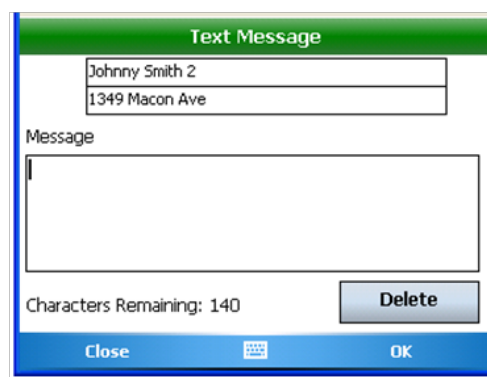 Text Message
Johnny Smith 2
1349 Macon Ave
Message
Characters Remaining: 140
Delete
Close
OK